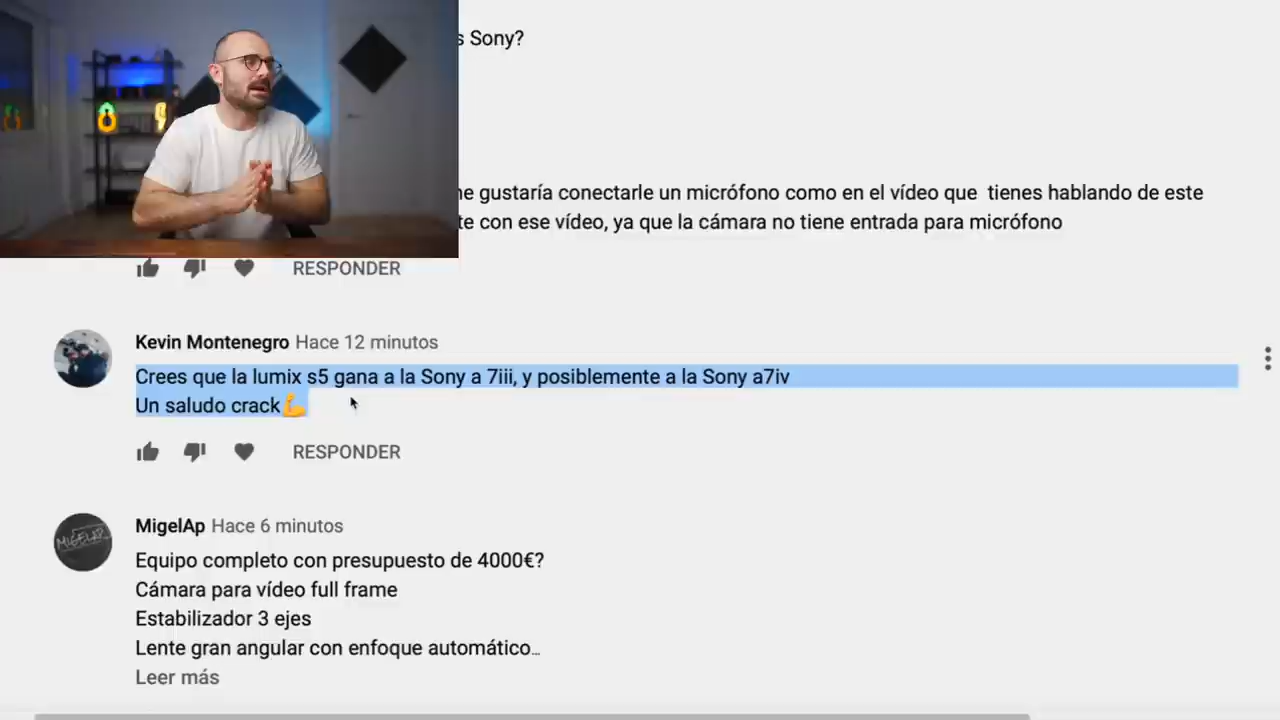 s Sony?
me gustaría conectarle un micrófono como en el vídeo que tienes hablando de este
te con ese vídeo, ya que la cámara no tiene entrada para micrófono
RESPONDER
Kevin Montenegro Hace 12 minutos
Crees que la lumix s5 gana a la Sony a 7iii, y posiblemente a la Sony a7iv
Un saludo crack💪
RESPONDER
MigelAp Hace 6 minutos
MIGELAP
Equipo completo con presupuesto de 4000€?
Cámara para vídeo full frame
Estabilizador 3 ejes
Lente gran angular con enfoque automático…
Leer más